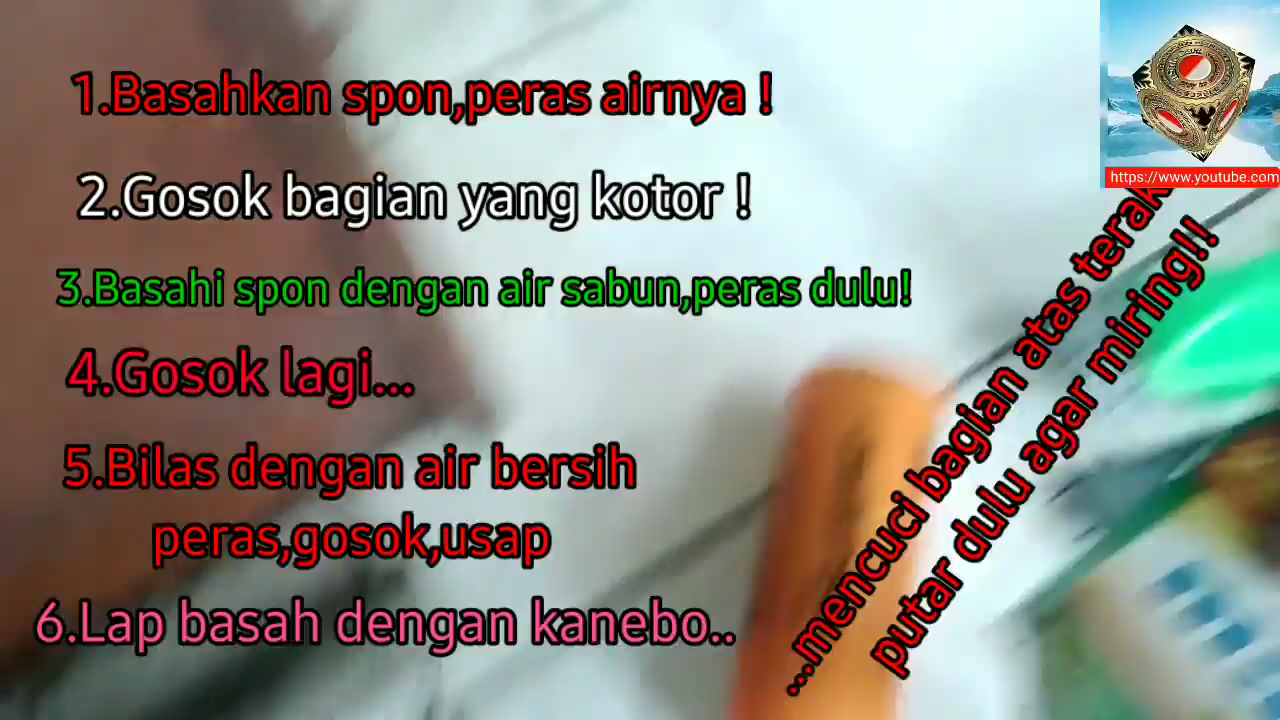 1.Basahkan spon,peras airnya !
2.Gosok bagian yang kotor !
3.Basahi spon dengan air sabun,peras dulu!
4.Gosok lagi...
5.Bilas dengan air bersih
peras,gosok,usap
6.Lap basah dengan kanebo..
...mencuci bagian atas
putar dulu agar miring!!
https://www.youtube.com